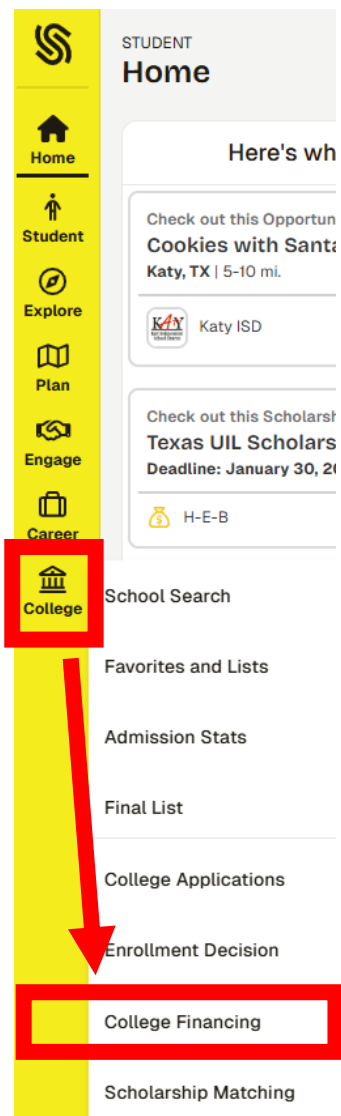 STUDENT
Home
Home
Student
Explore
Plan
Engage
Career
College
Here's wh
Check out this Opportun
Cookies with Santa
Katy, TX | 5-10 mi.
KAY
Katy ISD
Check out this Scholarsh
Texas UIL Scholars
Deadline: January 30, 20
H-E-B
School Search
Favorites and Lists
Admission Stats
Final List
College Applications
Enrollment Decision
College Financing
Scholarship Matching